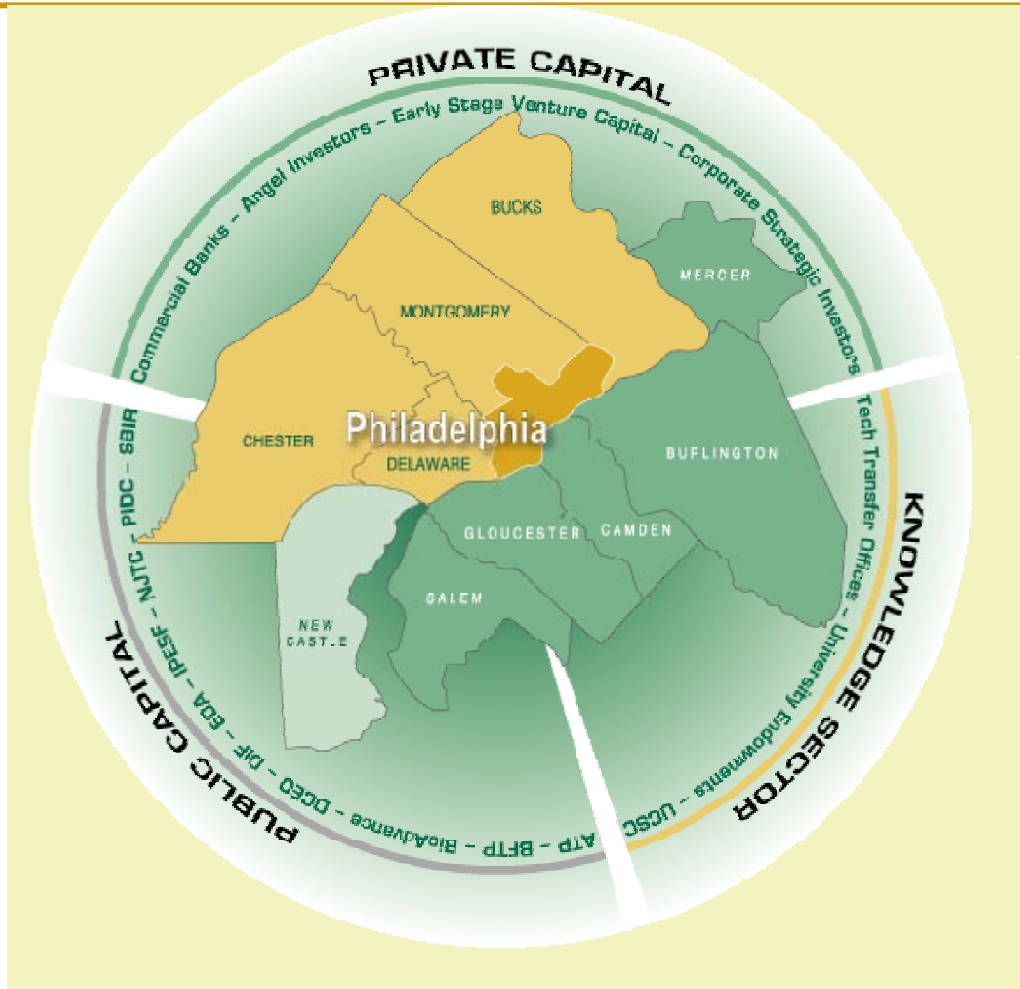 PRIVATE CAPITAL
Commercial Banks – Angel Investors – Early Stage Venture Capital – Corporate Strategic Investors
BUCKS
MERCER
MONTGOMERY
Philadelphia
CHESTER
DELAWARE
BUFLINGTON
GLOUCESTER
CAMDEN
SALEM
NEW
CASTLE
KNOWLEDGE SECTOR
Tech Transfer Offices – University Endowments – UCSC
PUBLIC CAPITAL
ATP – BFTP – BioAdvance – DCED – DIF – EDA – IPESF – NJTC – PIDC – SBIR